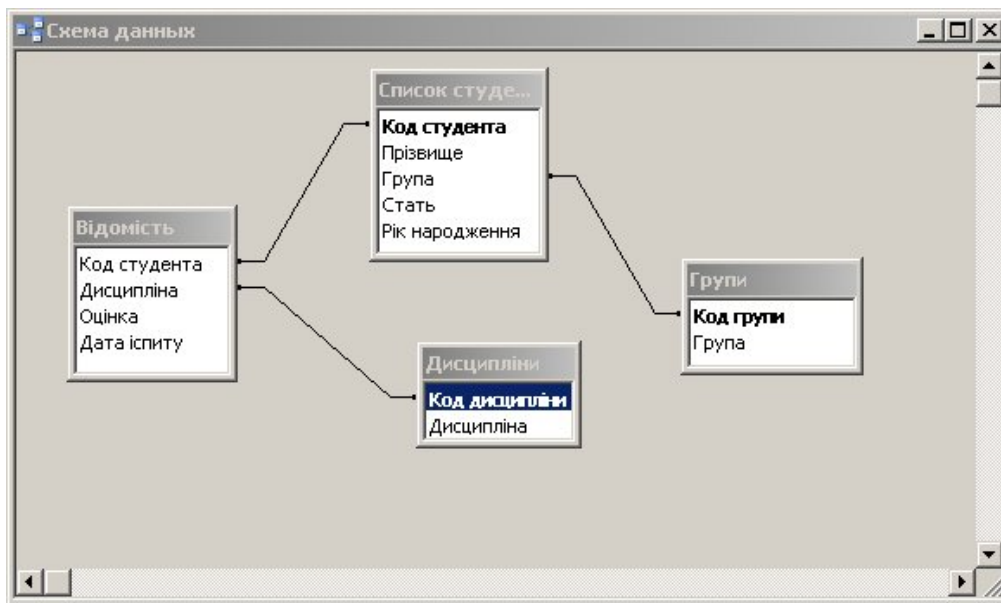 Схема данных
Список студе...
Код студента
Прізвище
Група
Стать
Рік народження
Відомість
Код студента
Дисципліна
Оцінка
Дата іспиту
Групи
Код групи
Група
Дисципліни
Код дисципліни
Дисципліна